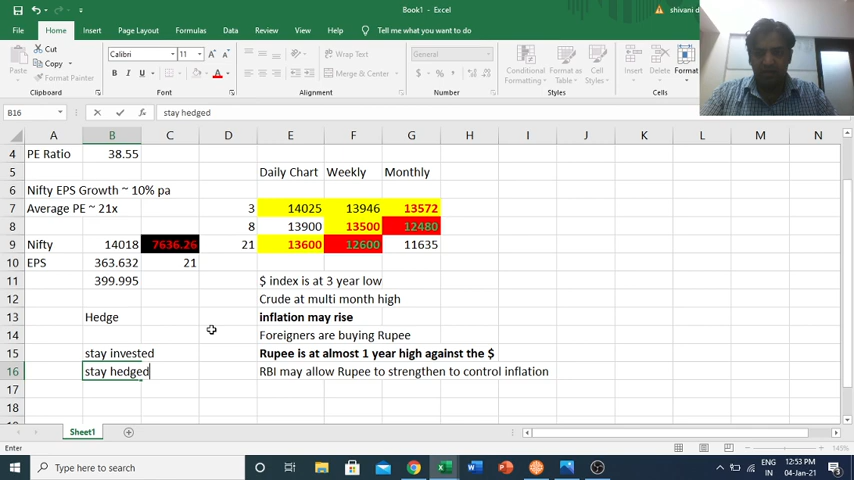 Book1 - Excel
shivani d
File Home Insert Page Layout Formulas Data Review View Help Tell me what you want to do
Paste
Cut
Copy
Format Painter
Clipboard
Calibri 11
Font
Wrap Text
Merge & Center
Alignment
General
Number
Conditional Formatting
Format as Table
Cell Styles
Styles
Insert Delete Format
Cells
B16 stay hedged
A B C D E F G H I J K L M N
4 PE Ratio 38.55
5 Daily Chart Weekly Monthly
6 Nifty EPS Growth ~ 10% pa
7 Average PE ~ 21x 3 14025 13946 13572
8 8 13900 13500 12480
9 Nifty 14018 7636.26 21 13600 12600 11635
10 EPS 363.632 21
11 399.995 $ index is at 3 year low
12 Crude at multi month high
13 Hedge inflation may rise
14 Foreigners are buying Rupee
15 stay invested Rupee is at almost 1 year high against the $
16 stay hedged RBI may allow Rupee to strengthen to control inflation
17
18
Sheet1
Enter 145%
Type here to search
ENG
IN
12:53 PM
04-Jan-21
3